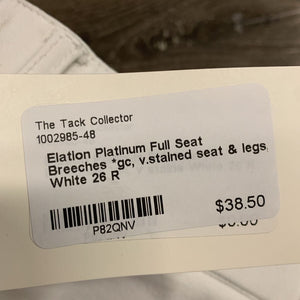 The Tack Collector
1002985-48
Elation Platinum Full Seat
Breeches *gc, v.stained seat & legs
White 26 R
$38.50
P82QNV